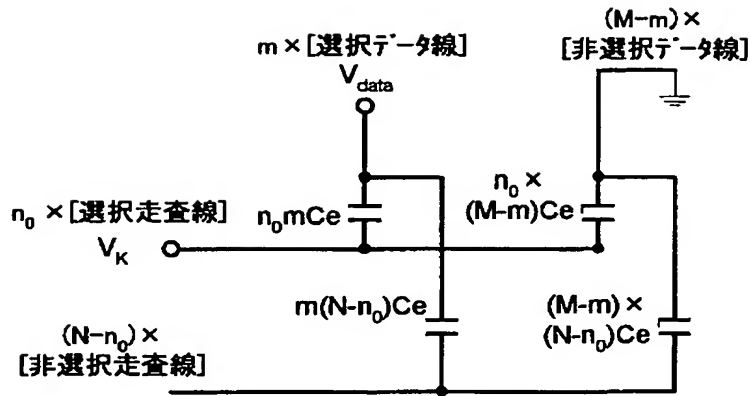 m×[選択データ線]
V_data
(M-m)×
[非選択データ線]
n₀×[選択走査線]
V_K
n₀mCe
n₀×
(M-m)Ce
m(N-n₀)Ce
(M-m)×
(N-n₀)Ce
(N-n₀)×
[非選択走査線]